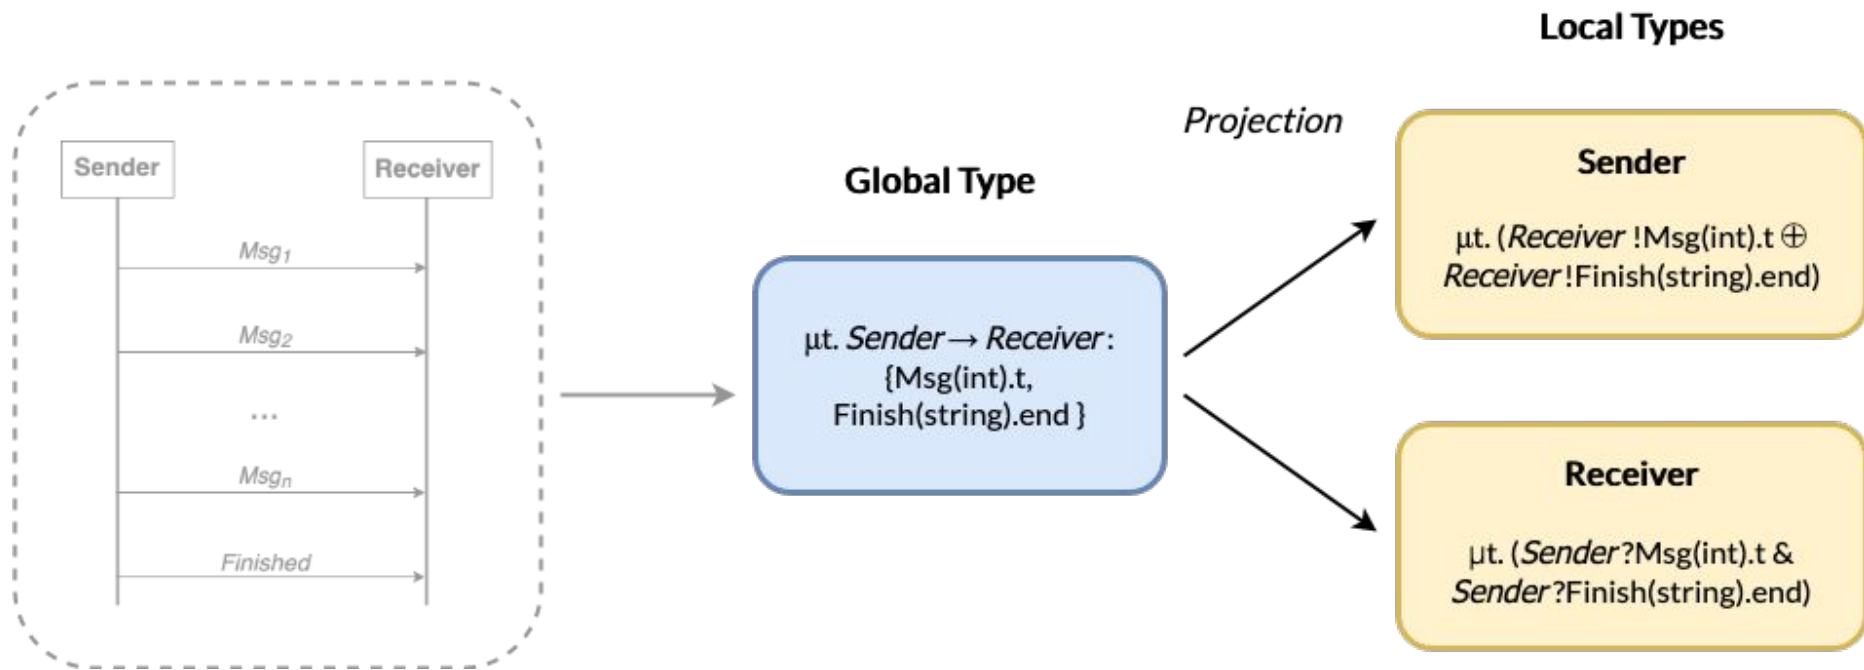 Sender
Receiver
Msg1
Msg2
...
Msgn
Finished
Global Type
μt. Sender → Receiver :
{Msg(int).t,
Finish(string).end }
Projection
Local Types
Sender
μt. (Receiver !Msg(int).t ⊕
Receiver !Finish(string).end)
Receiver
μt. (Sender ?Msg(int).t &
Sender ?Finish(string).end)